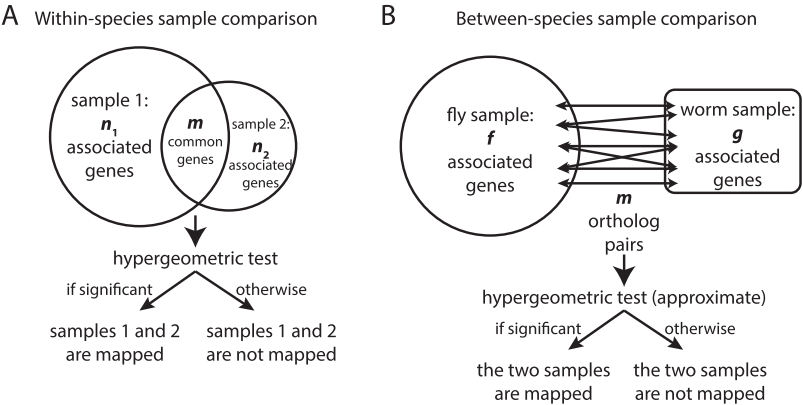 A Within-species sample comparison
sample 1:
n1
associated
genes
m
common
genes
sample 2:
n2
associated
genes
hypergeometric test
if significant
otherwise
samples 1 and 2
are mapped
samples 1 and 2
are not mapped
B Between-species sample comparison
fly sample:
f
associated
genes
worm sample:
g
associated
genes
m
ortholog
pairs
hypergeometric test (approximate)
if significant
otherwise
the two samples
are mapped
the two samples
are not mapped